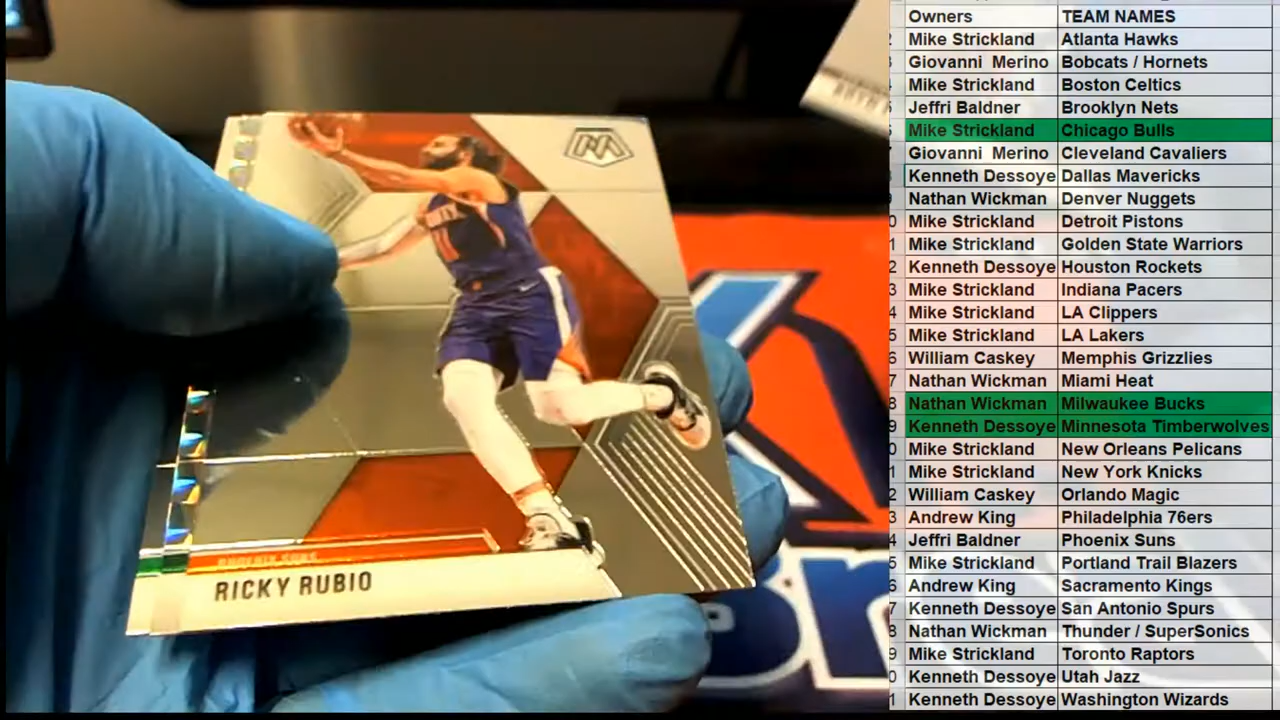 PHOENIX SUNS
RICKY RUBIO
11
Owners TEAM NAMES
Mike Strickland Atlanta Hawks
Giovanni Merino Bobcats / Hornets
Mike Strickland Boston Celtics
Jeffri Baldner Brooklyn Nets
Mike Strickland Chicago Bulls
Giovanni Merino Cleveland Cavaliers
Kenneth Dessoye Dallas Mavericks
Nathan Wickman Denver Nuggets
Mike Strickland Detroit Pistons
Mike Strickland Golden State Warriors
Kenneth Dessoye Houston Rockets
Mike Strickland Indiana Pacers
Mike Strickland LA Clippers
Mike Strickland LA Lakers
William Caskey Memphis Grizzlies
Nathan Wickman Miami Heat
Nathan Wickman Milwaukee Bucks
Kenneth Dessoye Minnesota Timberwolves
Mike Strickland New Orleans Pelicans
Mike Strickland New York Knicks
William Caskey Orlando Magic
Andrew King Philadelphia 76ers
Jeffri Baldner Phoenix Suns
Mike Strickland Portland Trail Blazers
Andrew King Sacramento Kings
Kenneth Dessoye San Antonio Spurs
Nathan Wickman Thunder / SuperSonics
Mike Strickland Toronto Raptors
Kenneth Dessoye Utah Jazz
Kenneth Dessoye Washington Wizards